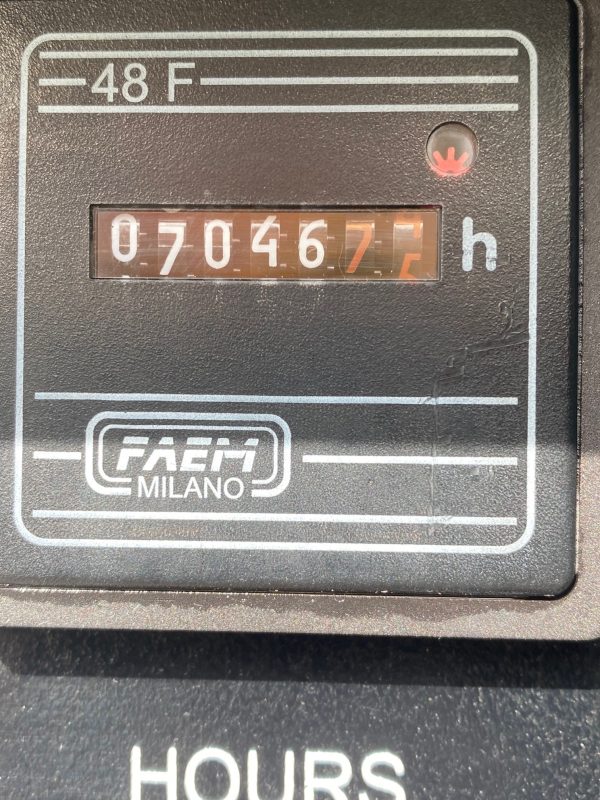 48 F
070467 h
FAEM
MILANO
HOURS